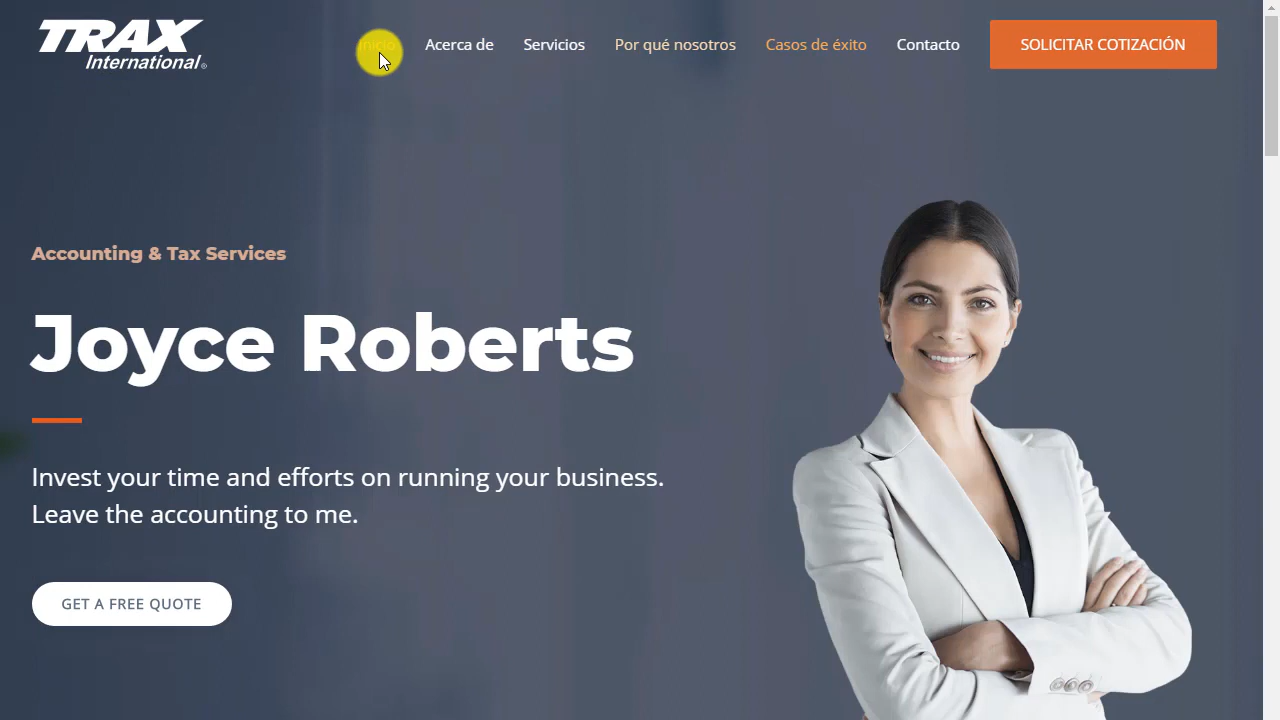 TRAX
International®
Inicio
Acerca de
Servicios
Por qué nosotros
Casos de éxito
Contacto
SOLICITAR COTIZACIÓN
Accounting & Tax Services
Joyce Roberts
Invest your time and efforts on running your business.
Leave the accounting to me.
GET A FREE QUOTE